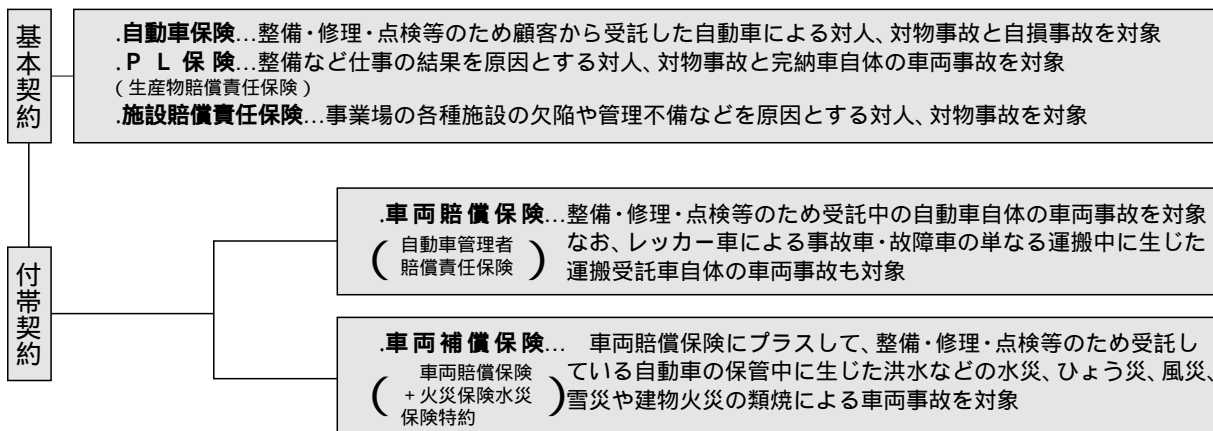 基本契約
.自動車保険…整備・修理・点検等のため顧客から受託した自動車による対人、対物事故と自損事故を対象
.ＰＬ保険…整備など仕事の結果を原因とする対人、対物事故と完納車自体の車両事故を対象
(生産物賠償責任保険)
.施設賠償責任保険…事業場の各種施設の欠陥や管理不備などを原因とする対人、対物事故を対象
付帯契約
.車両賠償保険…整備・修理・点検等のため受託中の自動車自体の車両事故を対象
(自動車管理者
賠償責任保険)
なお、レッカー車による事故車・故障車の単なる運搬中に生じた
運搬受託車自体の車両事故も対象
.車両補償保険… 車両賠償保険にプラスして、整備・修理・点検等のため受託し
(車両賠償保険
+火災保険水災
保険特約)
ている自動車の保管中に生じた洪水などの水災、ひょう災、風災、
雪災や建物火災の類焼による車両事故を対象